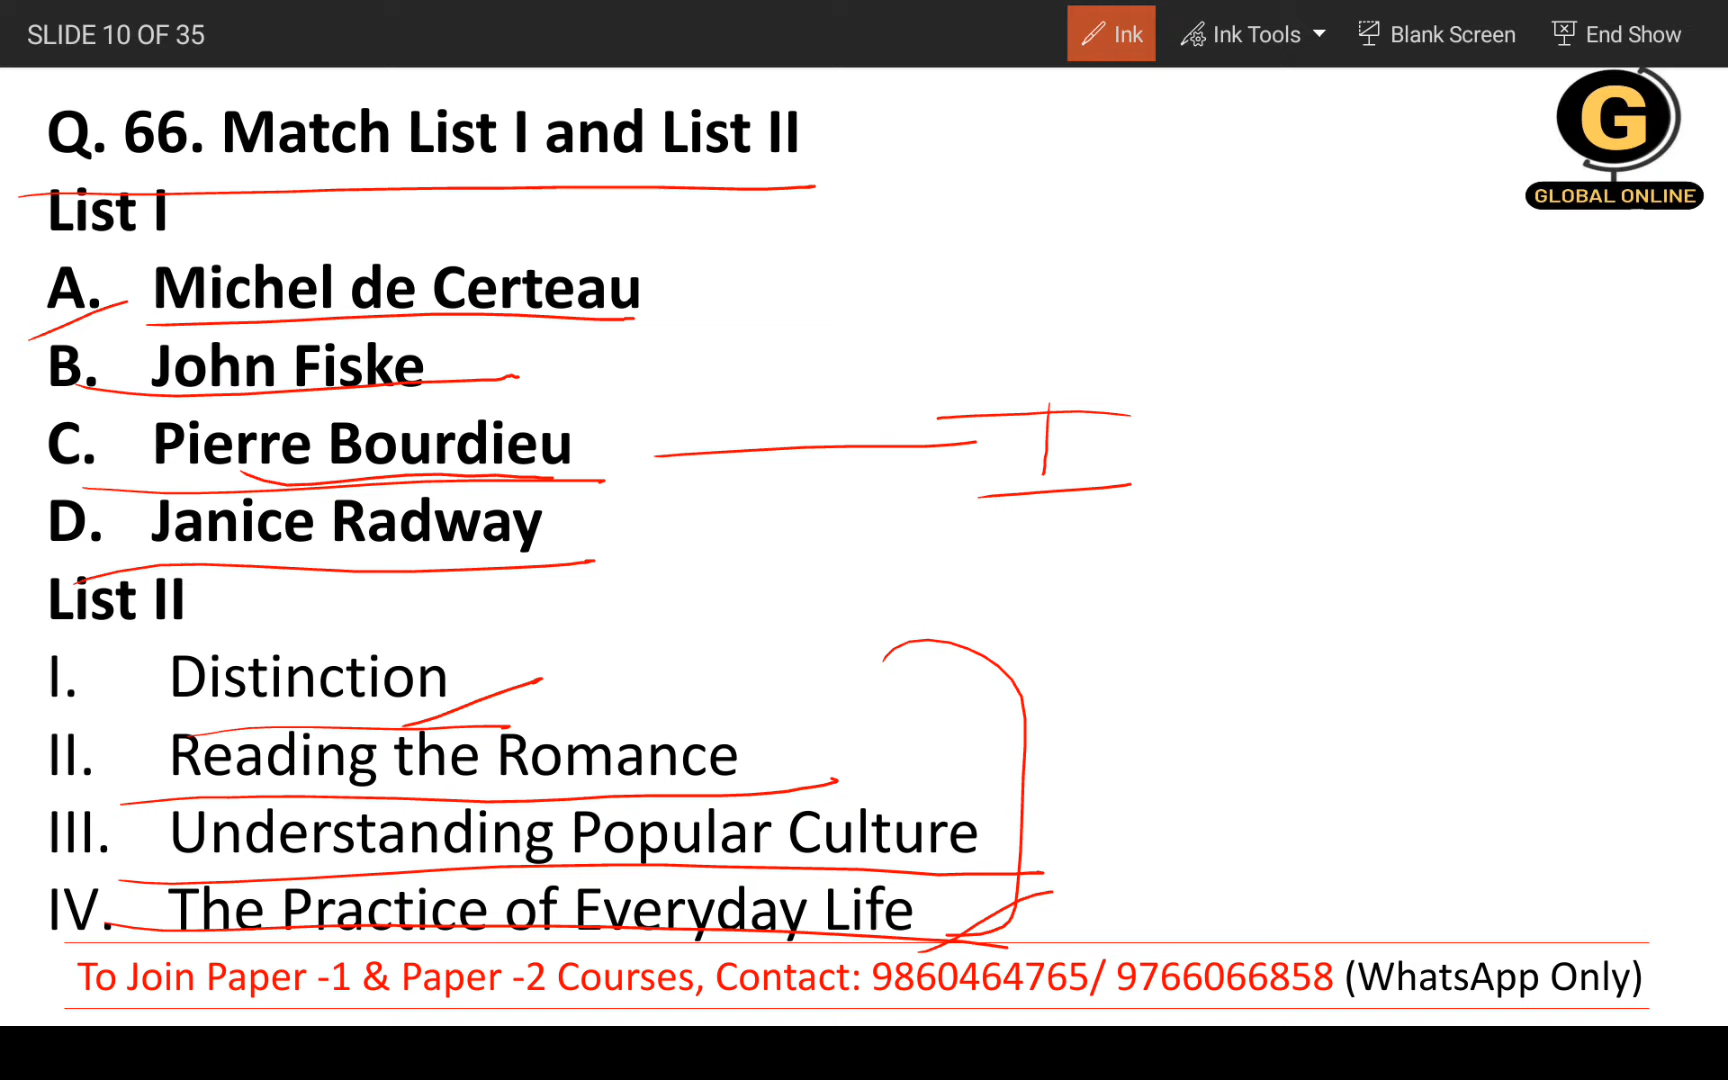 SLIDE 10 OF 35
Ink
Ink Tools
Blank Screen
End Show
G
GLOBAL ONLINE
Q. 66. Match List I and List II
List I
A. Michel de Certeau
B. John Fiske
C. Pierre Bourdieu
I
D. Janice Radway
List II
I. Distinction
II. Reading the Romance
III. Understanding Popular Culture
IV. The Practice of Everyday Life
To Join Paper -1 & Paper -2 Courses, Contact: 9860464765/ 9766066858 (WhatsApp Only)